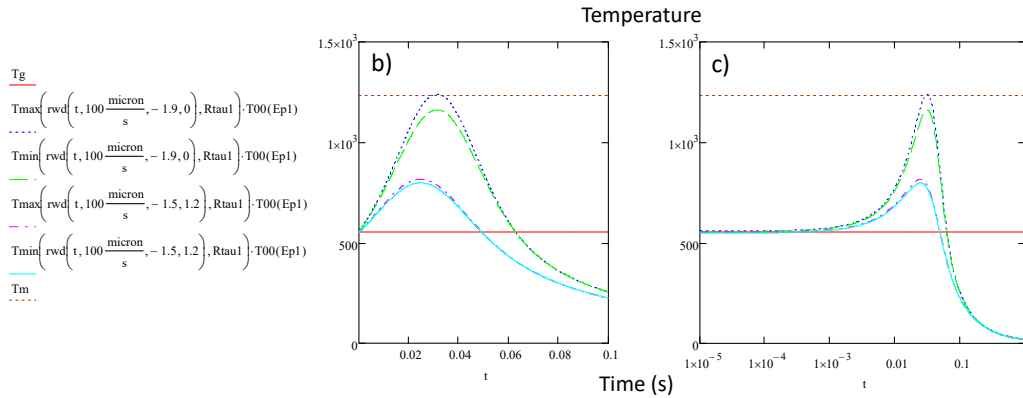 Temperature
Tg
Tmax(rwd(t, 100 micron/s, −1.9, 0), Rtau1)·T00(Ep1)
Tmin(rwd(t, 100 micron/s, −1.9, 0), Rtau1)·T00(Ep1)
Tmax(rwd(t, 100 micron/s, −1.5, 1.2), Rtau1)·T00(Ep1)
Tmin(rwd(t, 100 micron/s, −1.5, 1.2), Rtau1)·T00(Ep1)
Tm
b)
1.5×10³
1×10³
500
0
0.02 0.04 0.06 0.08 0.1
t
c)
1.5×10³
1×10³
500
0
1×10⁻⁵ 1×10⁻⁴ 1×10⁻³ 0.01 0.1
t
Time (s)